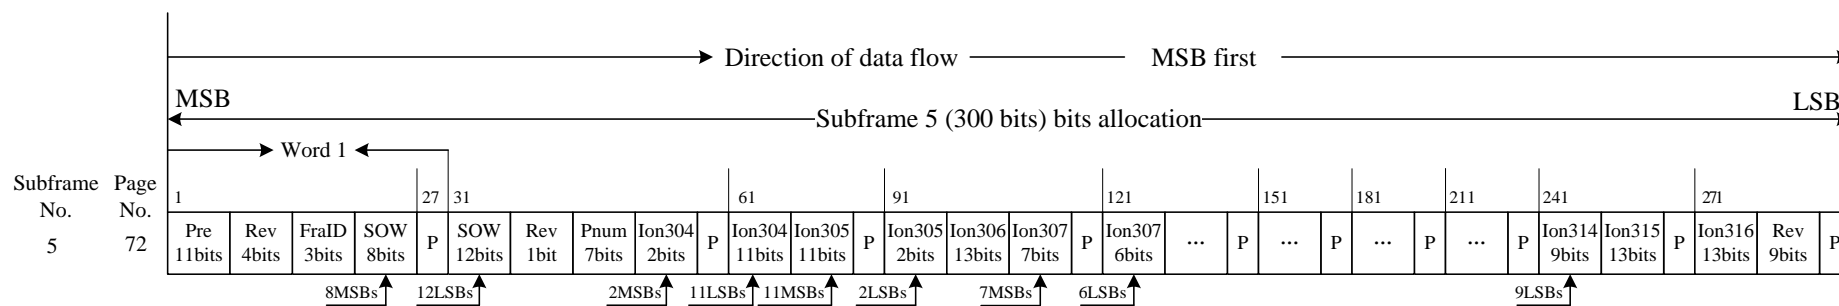 Direction of data flow MSB first
MSB LSB
Subframe 5 (300 bits) bits allocation
Word 1
Subframe No. Page No. 1 27 31 61 91 121 151 181 211 241 271
5 72 Pre 11bits Rev 4bits FraID 3bits SOW 8bits P SOW 12bits Rev 1bit Pnum 7bits Ion304 2bits P Ion304 11bits Ion305 11bits P Ion305 2bits Ion306 13bits Ion307 7bits P Ion307 6bits ... P ... P ... P ... P Ion314 9bits Ion315 13bits P Ion316 13bits Rev 9bits P
8MSBs 12LSBs 2MSBs 11LSBs 11MSBs 2LSBs 7MSBs 6LSBs 9LSBs